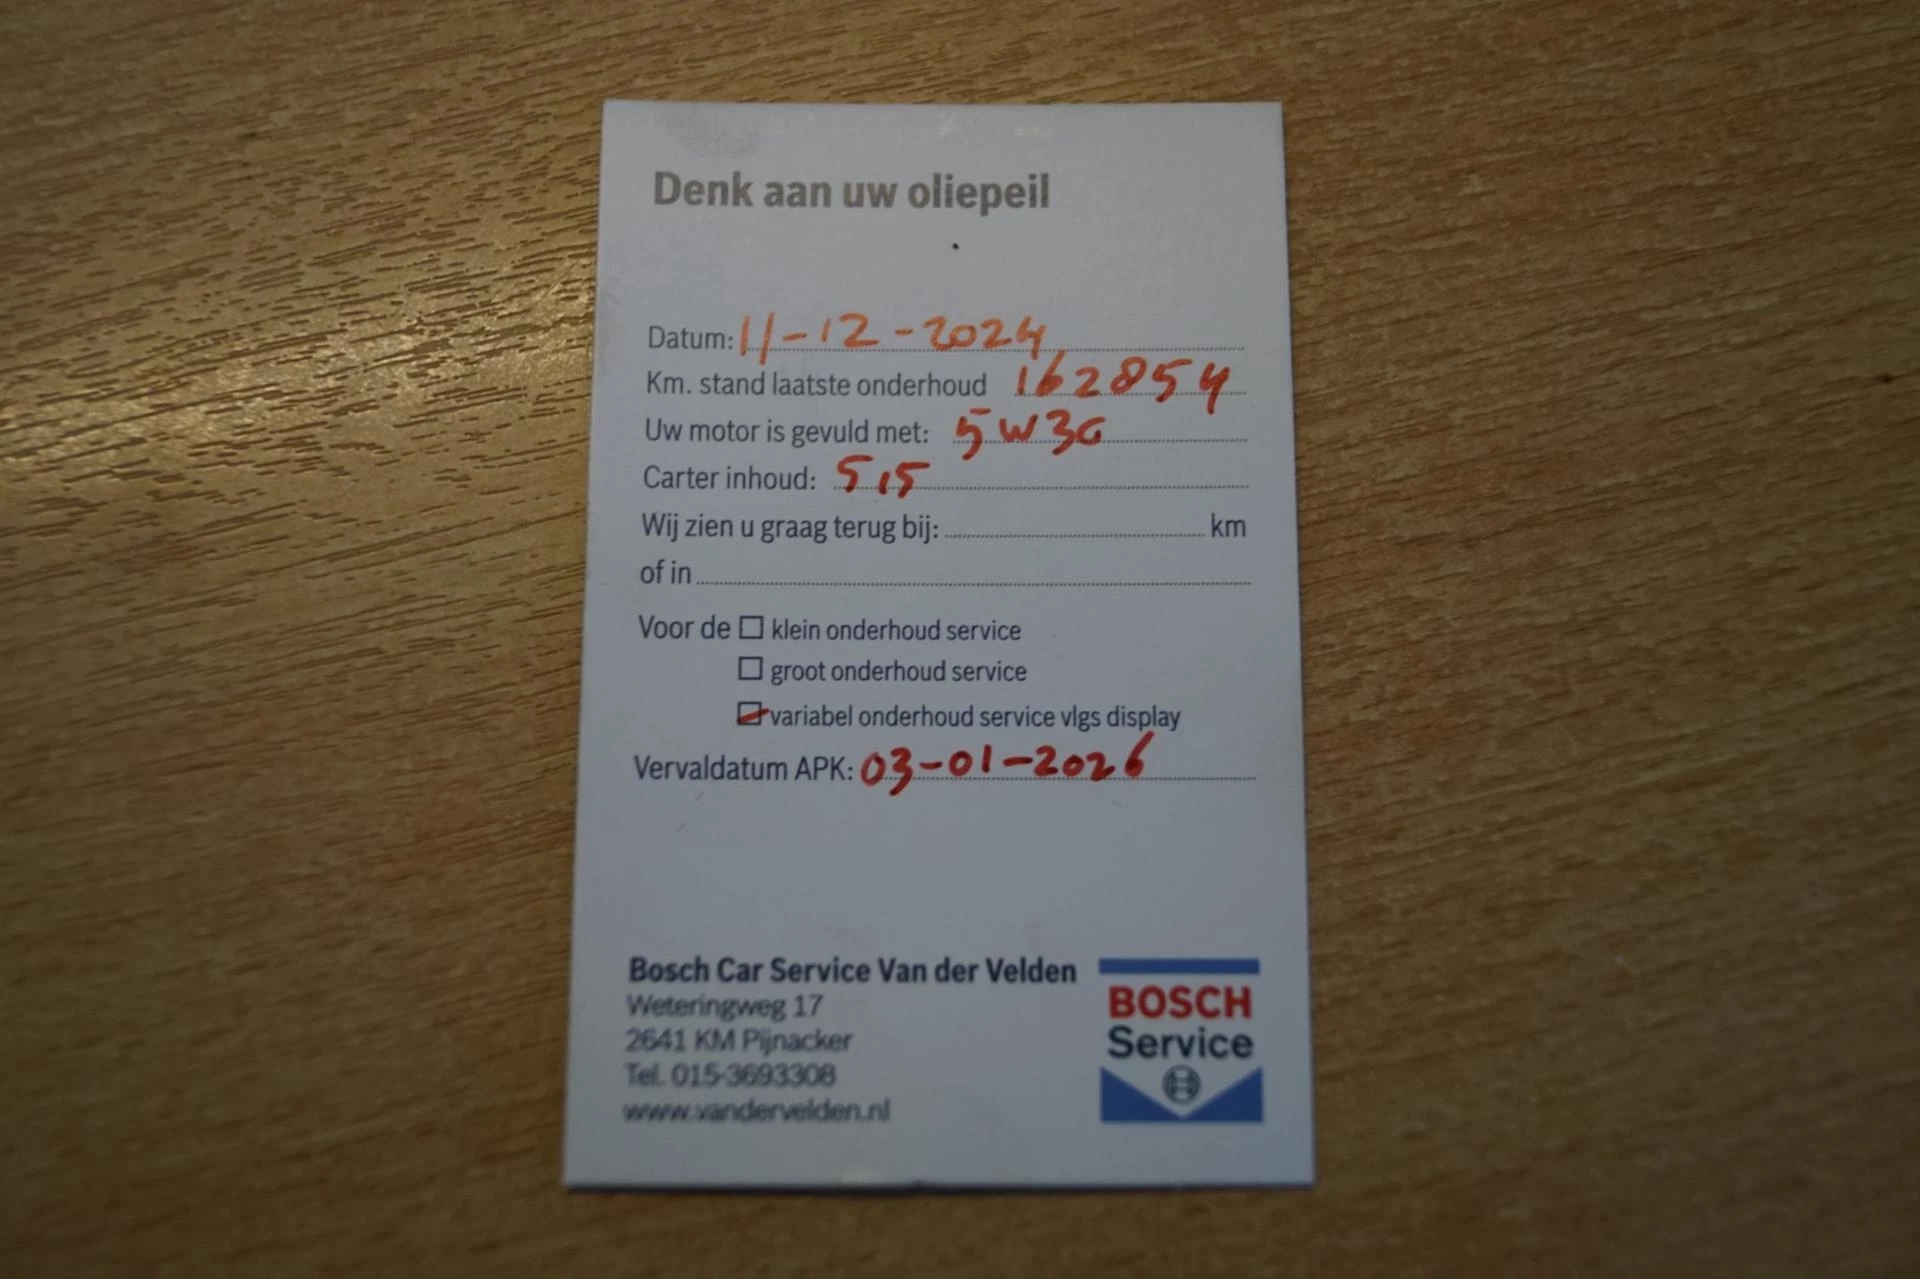 Denk aan uw oliepeil
Datum: 11-12-2024
Km. stand laatste onderhoud 162854
Uw motor is gevuld met: 5W30
Carter inhoud: 5,5
Wij zien u graag terug bij: km
of in
Voor de ☐ klein onderhoud service
☐ groot onderhoud service
☑ variabel onderhoud service vlgs display
Vervaldatum APK: 03-01-2026
Bosch Car Service Van der Velden
Weteringweg 17
2641 KM Pijnacker
Tel. 015-3693308
www.vandervelden.nl
BOSCH
Service